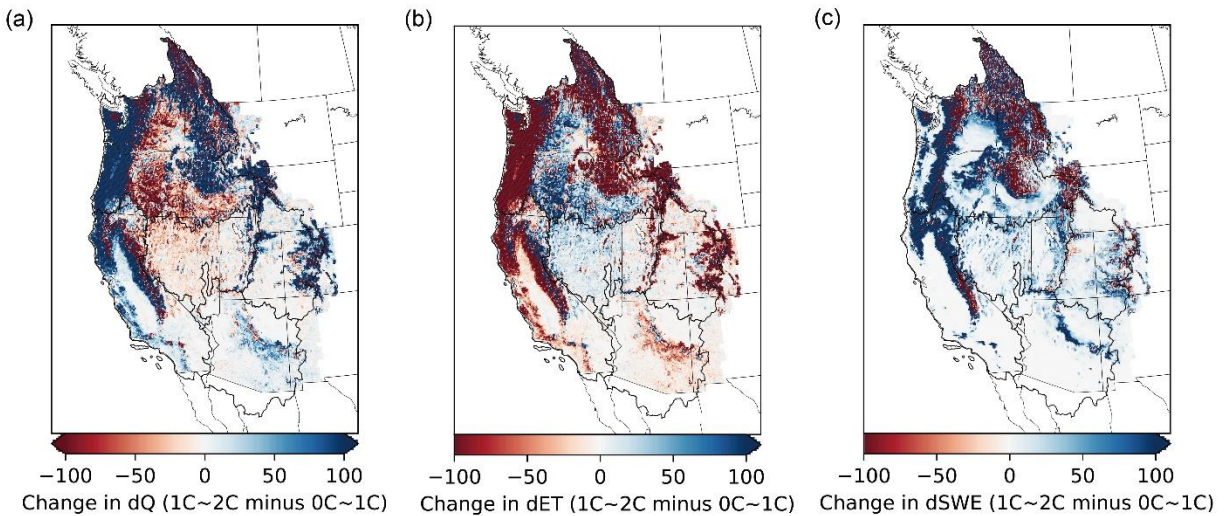 (a) (b) (c)
−100 −50 0 50 100 −100 −50 0 50 100 −100 −50 0 50 100
Change in dQ (1C~2C minus 0C~1C) Change in dET (1C~2C minus 0C~1C) Change in dSWE (1C~2C minus 0C~1C)